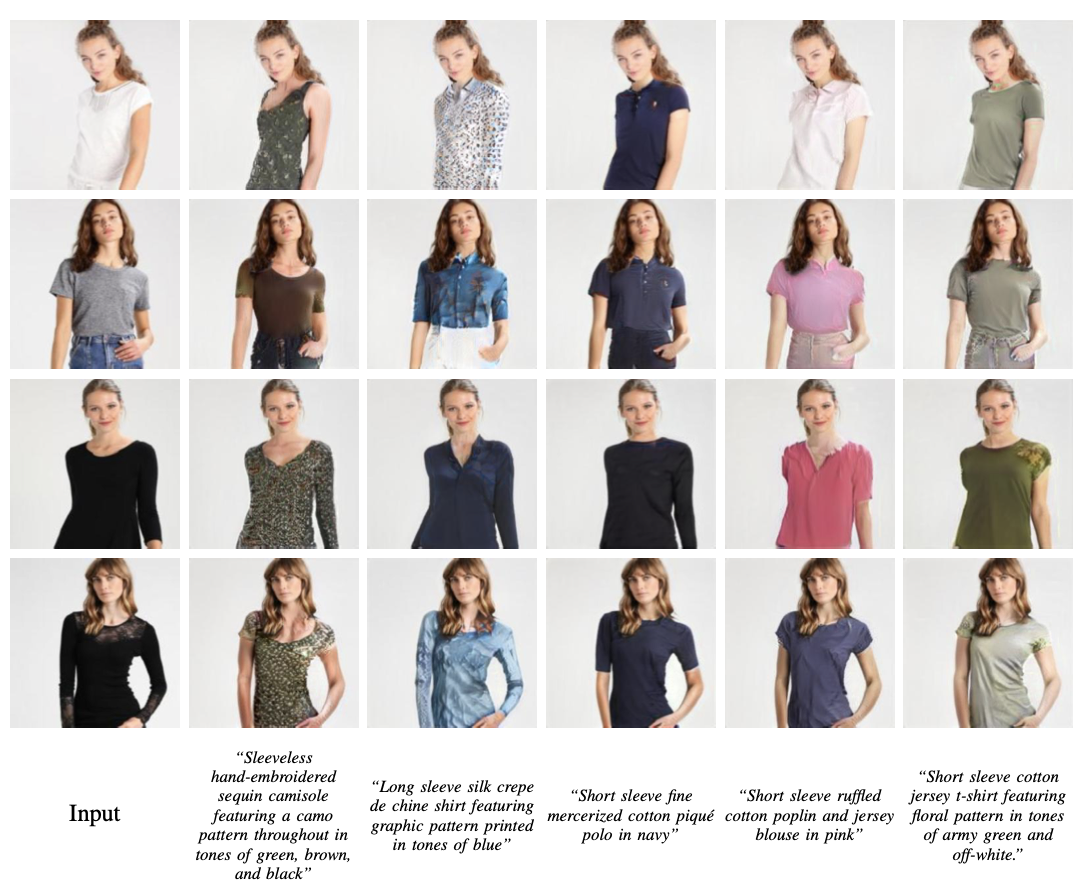 Input
“Sleeveless
hand-embroidered
sequin camisole
featuring a camo
pattern throughout in
tones of green, brown,
and black”
“Long sleeve silk crepe
de chine shirt featuring
graphic pattern printed
in tones of blue”
“Short sleeve fine
mercerized cotton piqué
polo in navy”
“Short sleeve ruffled
cotton poplin and jersey
blouse in pink”
“Short sleeve cotton
jersey t-shirt featuring
floral pattern in tones
of army green and
off-white.”